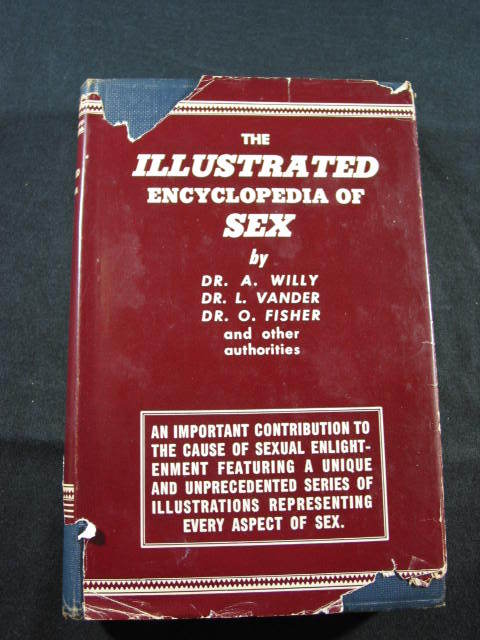 THE
ILLUSTRATED
ENCYCLOPEDIA OF
SEX
by
DR. A. WILLY
DR. L. VANDER
DR. O. FISHER
and other
authorities
AN IMPORTANT CONTRIBUTION TO
THE CAUSE OF SEXUAL ENLIGHT-
ENMENT FEATURING A UNIQUE
AND UNPRECEDENTED SERIES OF
ILLUSTRATIONS REPRESENTING
EVERY ASPECT OF SEX.